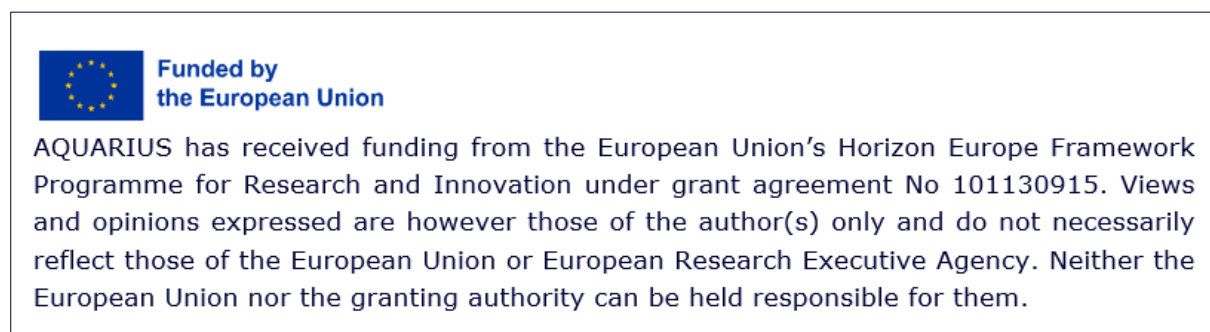 Funded by
the European Union
AQUARIUS has received funding from the European Union’s Horizon Europe Framework
Programme for Research and Innovation under grant agreement No 101130915. Views
and opinions expressed are however those of the author(s) only and do not necessarily
reflect those of the European Union or European Research Executive Agency. Neither the
European Union nor the granting authority can be held responsible for them.